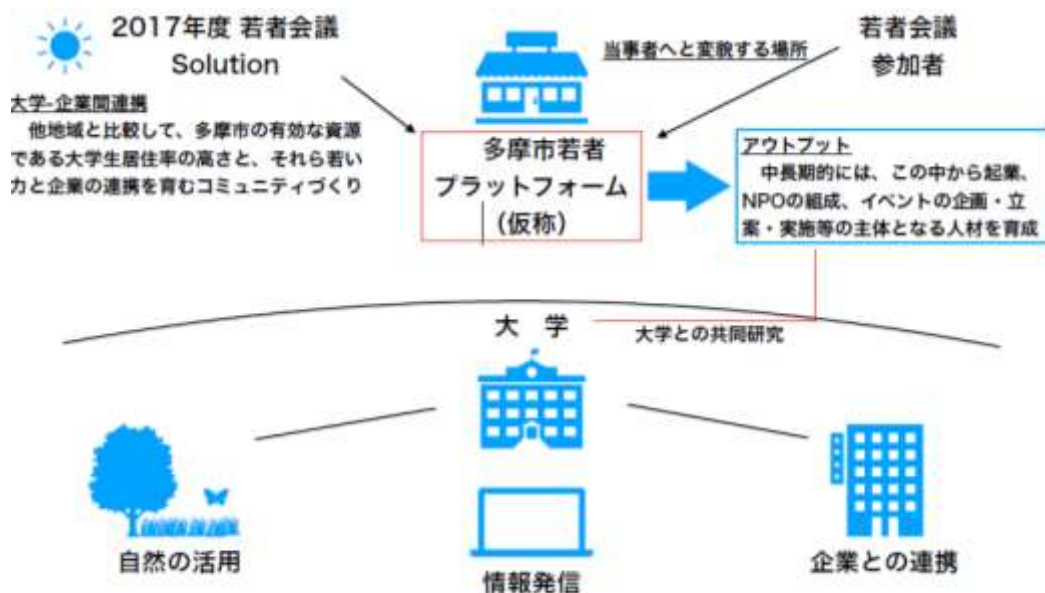 2017年度 若者会議
Solution
大学-企業間連携
他地域と比較して、多摩市の有効な資源
である大学生居住率の高さと、それら若い
力と企業の連携を育むコミュニティづくり
当事者へと変貌する場所
若者会議
参加者
多摩市若者
プラットフォーム
（仮称）
アウトプット
中長期的には、この中から起業、
NPOの組成、イベントの企画・立
案・実施等の主体となる人材を育成
大　学
大学との共同研究
自然の活用
情報発信
企業との連携